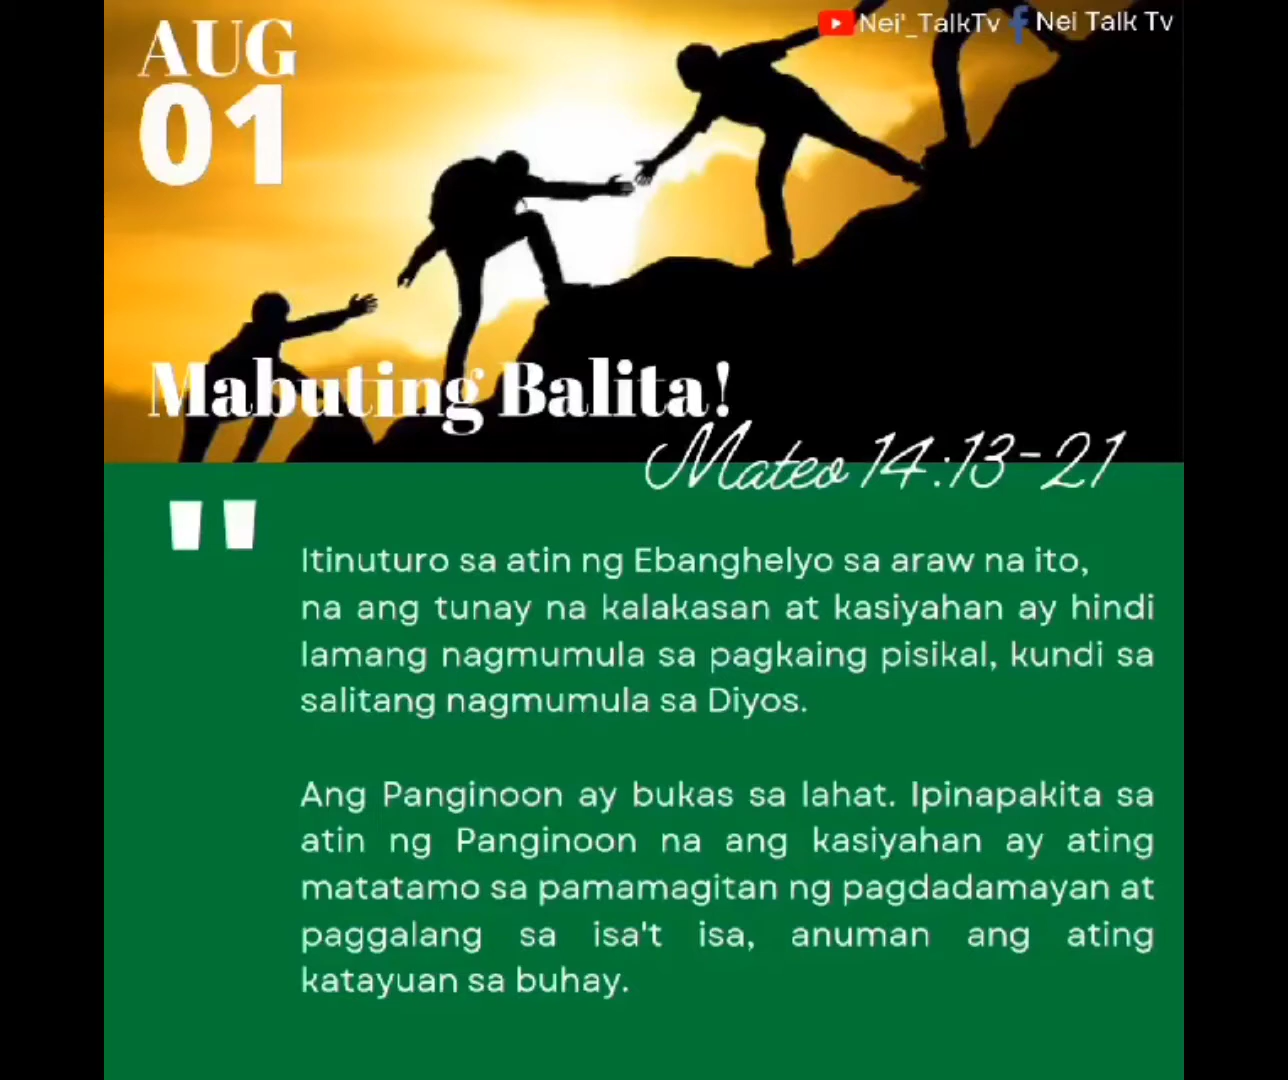 AUG
01
Nei'_TalkTv Nei Talk Tv
Mabuting Balita!
Mateo 14:13-21
"
Itinuturo sa atin ng Ebanghelyo sa araw na ito,
na ang tunay na kalakasan at kasiyahan ay hindi
lamang nagmumula sa pagkaing pisikal, kundi sa
salitang nagmumula sa Diyos.
Ang Panginoon ay bukas sa lahat. Ipinapakita sa
atin ng Panginoon na ang kasiyahan ay ating
matatamo sa pamamagitan ng pagdadamayan at
paggalang sa isa't isa, anuman ang ating
katayuan sa buhay.